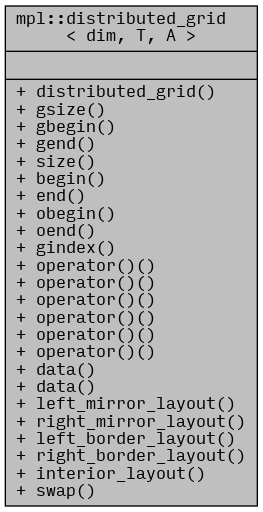 mpl::distributed_grid
< dim, T, A >
+ distributed_grid()
+ gsize()
+ gbegin()
+ gend()
+ size()
+ begin()
+ end()
+ obegin()
+ oend()
+ gindex()
+ operator()()
+ operator()()
+ operator()()
+ operator()()
+ operator()()
+ operator()()
+ data()
+ data()
+ left_mirror_layout()
+ right_mirror_layout()
+ left_border_layout()
+ right_border_layout()
+ interior_layout()
+ swap()